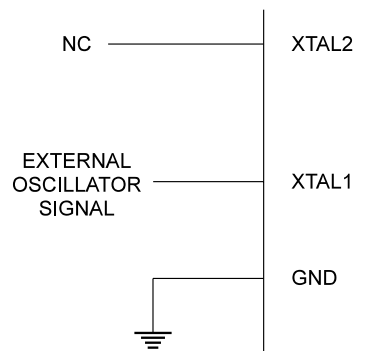 NC
XTAL2
EXTERNAL
OSCILLATOR
SIGNAL
XTAL1
GND